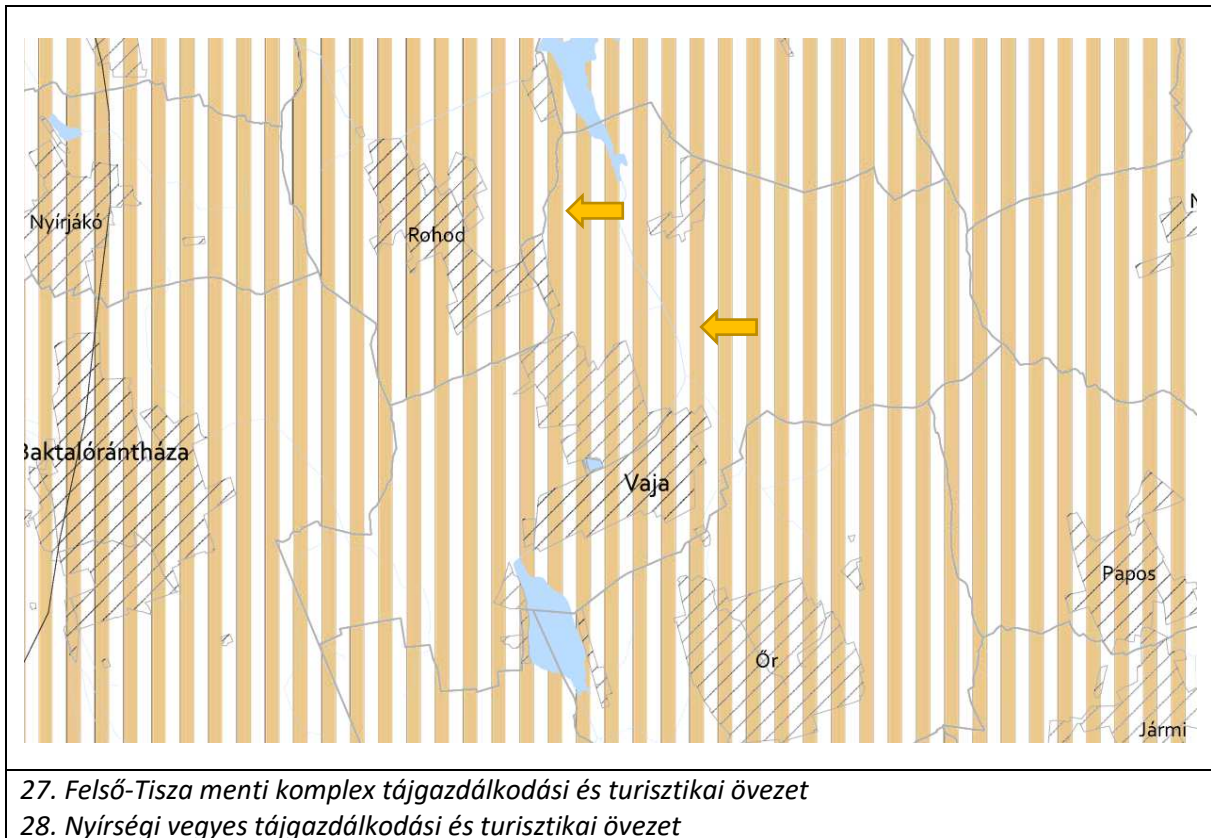 Nyírjákó
Rohod
N
Baktalórántháza
Vaja
Papos
Őr
Jármi
27. Felső-Tisza menti komplex tájgazdálkodási és turisztikai övezet
28. Nyírségi vegyes tájgazdálkodási és turisztikai övezet